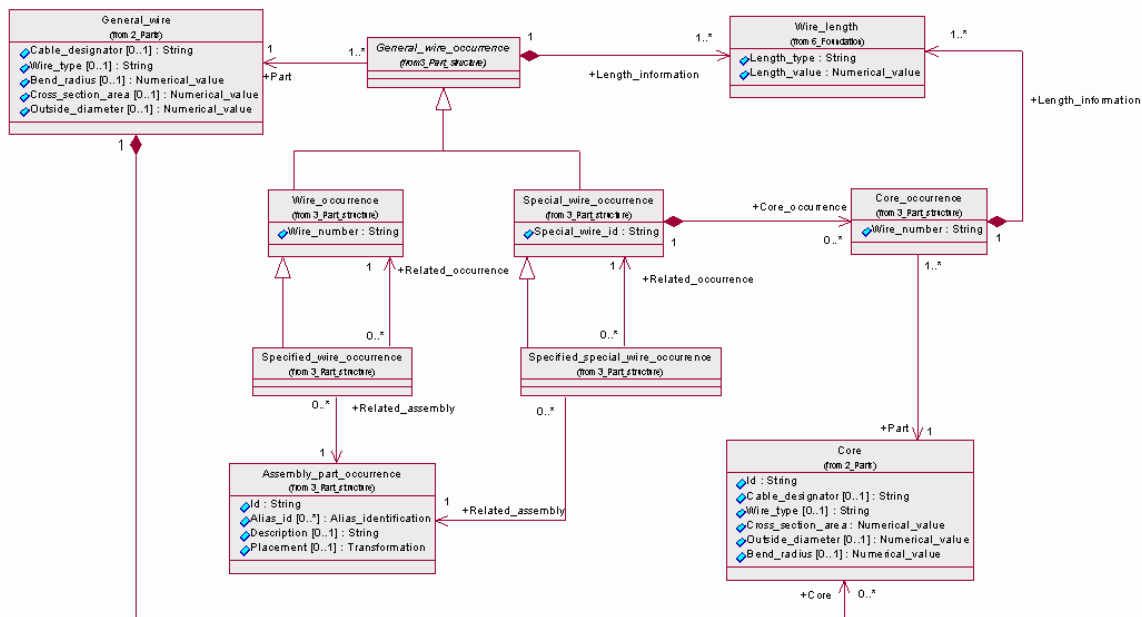 General_wire
(from 2_Parts)
Cable_designator [0..1] : String
Wire_type [0..1] : String
Bend_radius [0..1] : Numerical_value
Cross_section_area [0..1] : Numerical_value
Outside_diameter [0..1] : Numerical_value
1
1
+Part
1..*
General_wire_occurrence
(from 3_Part_structure)
1
+Length_information
1..*
Wire_length
(from 6_Foundation)
Length_type : String
Length_value : Numerical_value
1..*
+Length_information
Wire_occurrence
(from 3_Part_structure)
Wire_number : String
Special_wire_occurrence
(from 3_Part_structure)
Special_wire_id : String
1
+Core_occurrence
0..*
Core_occurrence
(from 3_Part_structure)
Wire_number : String
1
1..*
1
+Related_occurrence
0..*
1
+Related_occurrence
0..*
Specified_wire_occurrence
(from 3_Part_structure)
0..*
+Related_assembly
1
Specified_special_wire_occurrence
(from 3_Part_structure)
0..*
+Related_assembly
1
Assembly_part_occurrence
(from 3_Part_structure)
Id : String
Alias_id [0..*] : Alias_identification
Description [0..1] : String
Placement [0..1] : Transformation
+Part
1
Core
(from 2_Parts)
Id : String
Cable_designator [0..1] : String
Wire_type [0..1] : String
Cross_section_area : Numerical_value
Outside_diameter [0..1] : Numerical_value
Bend_radius [0..1] : Numerical_value
+Core
0..*